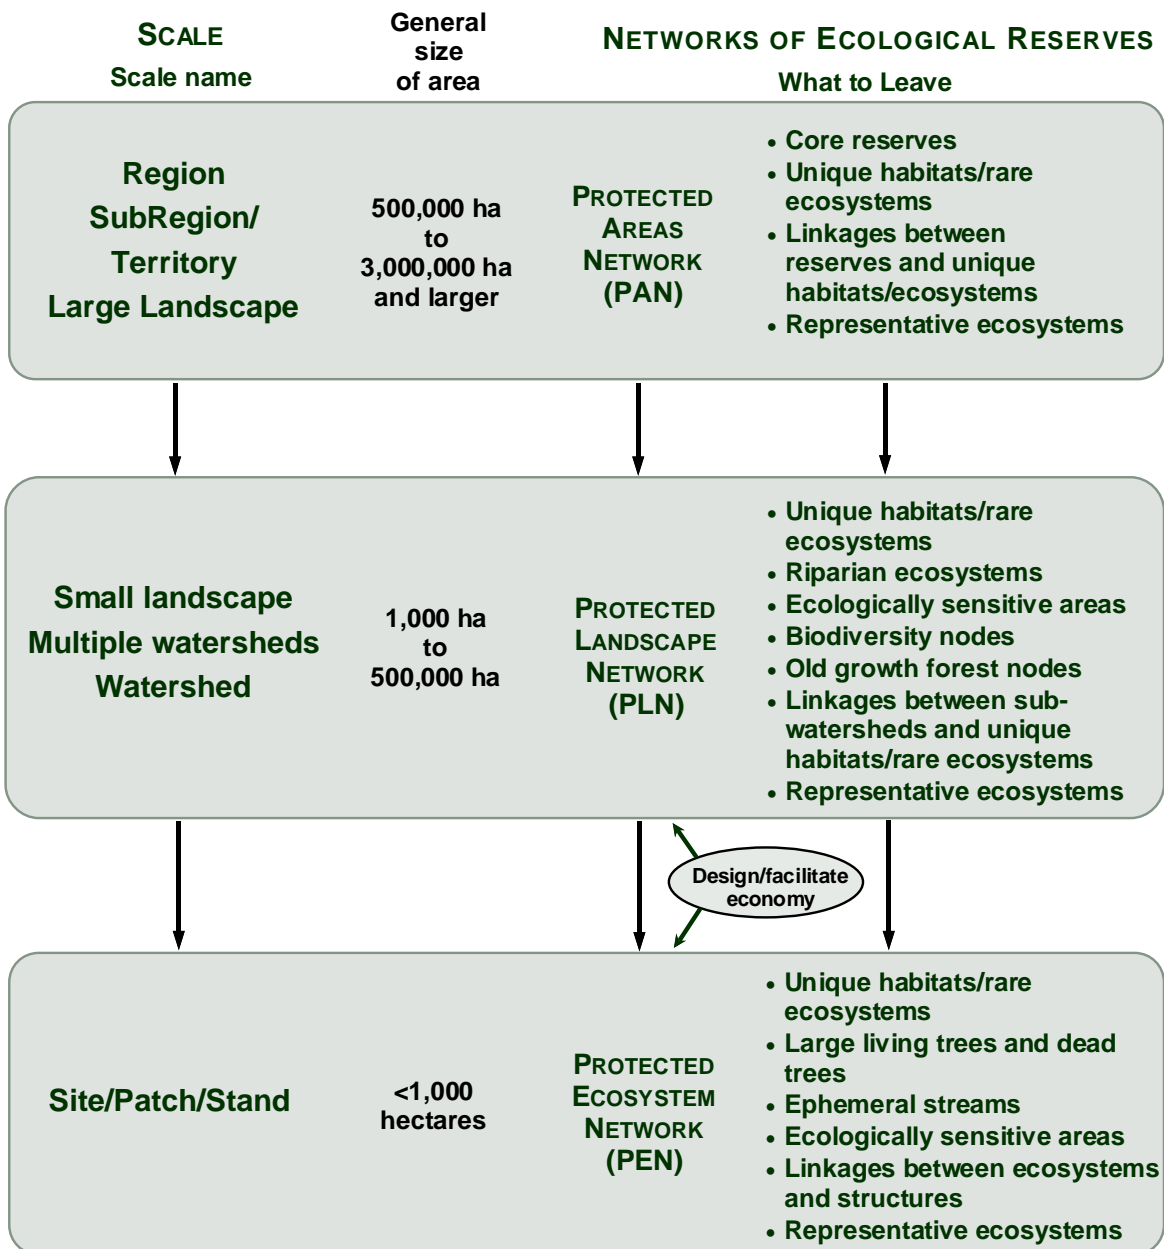 SCALE
Scale name
General
size
of area
NETWORKS OF ECOLOGICAL RESERVES
What to Leave
Region
SubRegion/
Territory
Large Landscape
500,000 ha
to
3,000,000 ha
and larger
PROTECTED
AREAS
NETWORK
(PAN)
• Core reserves
• Unique habitats/rare
ecosystems
• Linkages between
reserves and unique
habitats/ecosystems
• Representative ecosystems
Small landscape
Multiple watersheds
Watershed
1,000 ha
to
500,000 ha
PROTECTED
LANDSCAPE
NETWORK
(PLN)
• Unique habitats/rare
ecosystems
• Riparian ecosystems
• Ecologically sensitive areas
• Biodiversity nodes
• Old growth forest nodes
• Linkages between sub-
watersheds and unique
habitats/rare ecosystems
• Representative ecosystems
Design/facilitate
economy
Site/Patch/Stand
<1,000
hectares
PROTECTED
ECOSYSTEM
NETWORK
(PEN)
• Unique habitats/rare
ecosystems
• Large living trees and dead
trees
• Ephemeral streams
• Ecologically sensitive areas
• Linkages between ecosystems
and structures
• Representative ecosystems